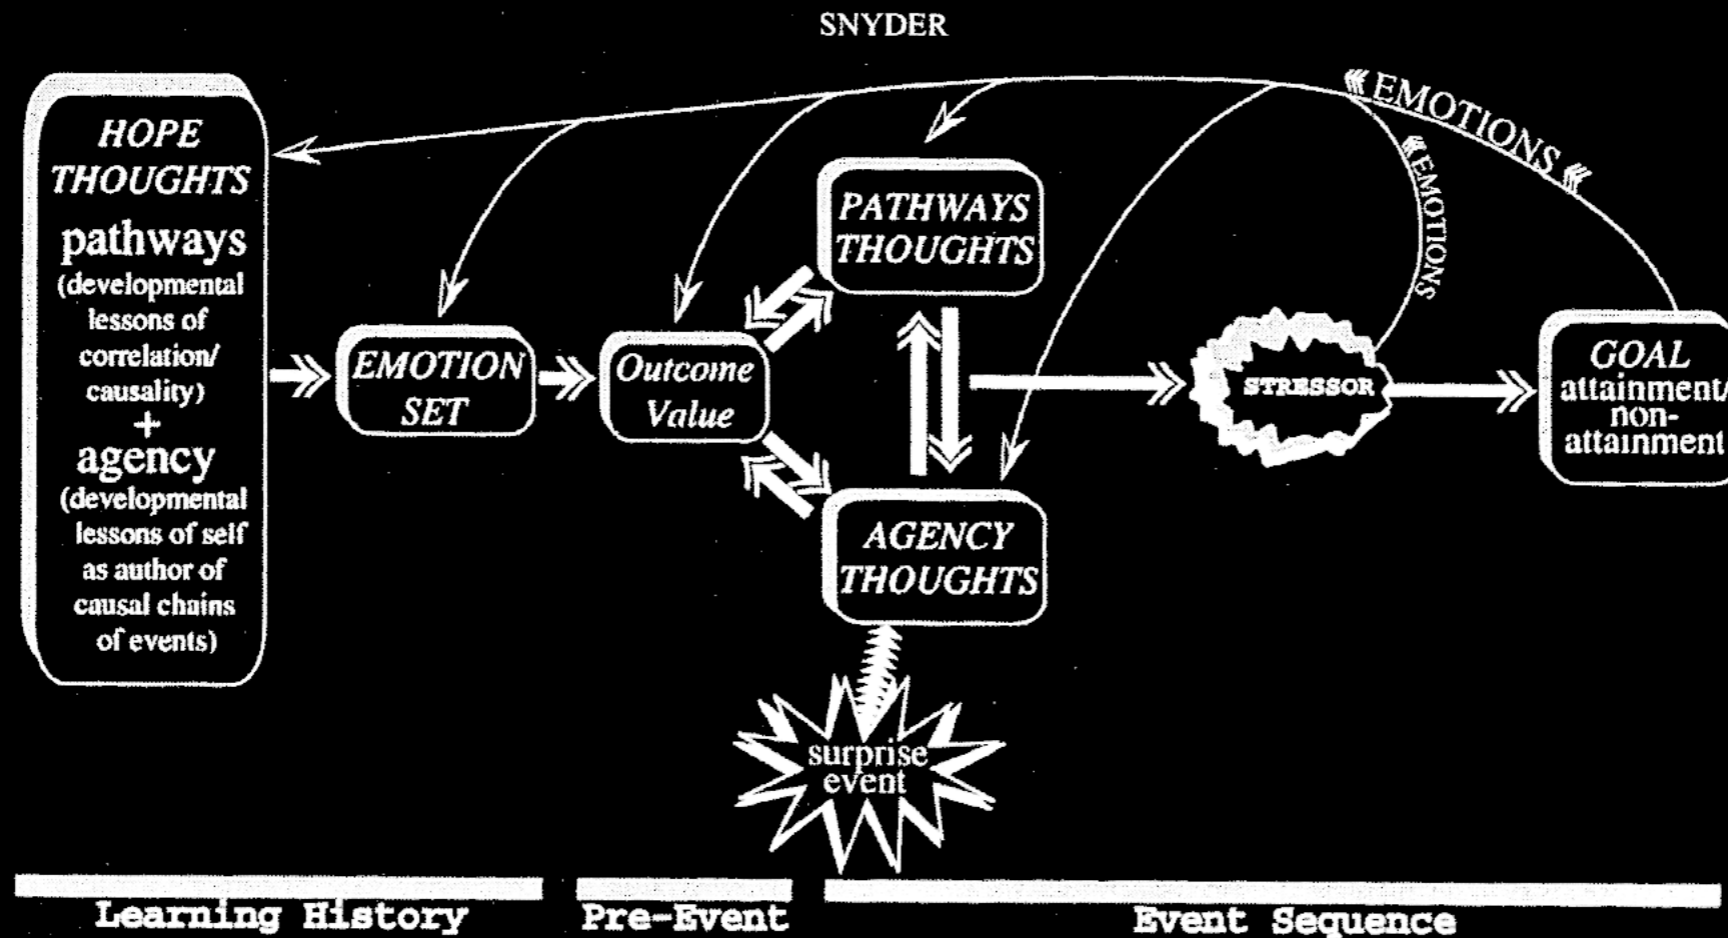 SNYDER
HOPE
THOUGHTS
pathways
(developmental
lessons of
correlation/
causality)
+
agency
(developmental
lessons of self
as author of
causal chains
of events)
EMOTION
SET
Outcome
Value
PATHWAYS
THOUGHTS
AGENCY
THOUGHTS
surprise
event
STRESSOR
EMOTIONS
EMOTIONS
GOAL
attainment/
non-
attainment
Learning History
Pre-Event
Event Sequence